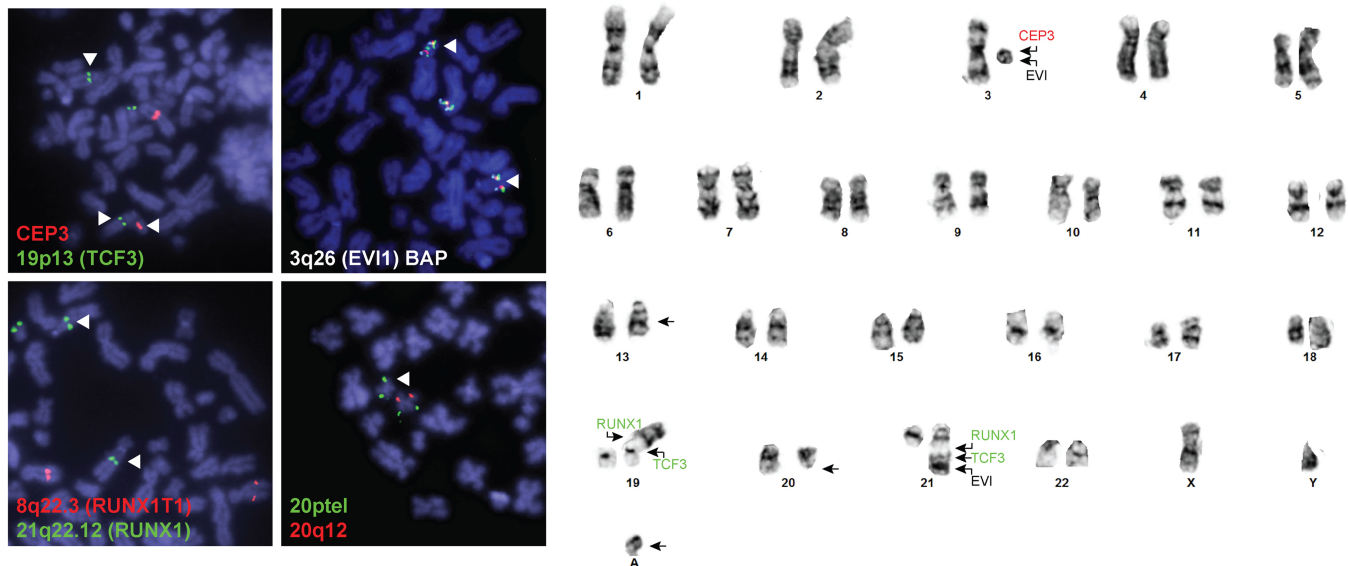 CEP3
19p13 (TCF3)
3q26 (EVI1) BAP
8q22.3 (RUNX1T1)
21q22.12 (RUNX1)
20ptel
20q12
CEP3
EVI
1
2
3
4
5
6
7
8
9
10
11
12
13
14
15
16
17
18
RUNX1
TCF3
RUNX1
TCF3
EVI
19
20
21
22
X
Y
A